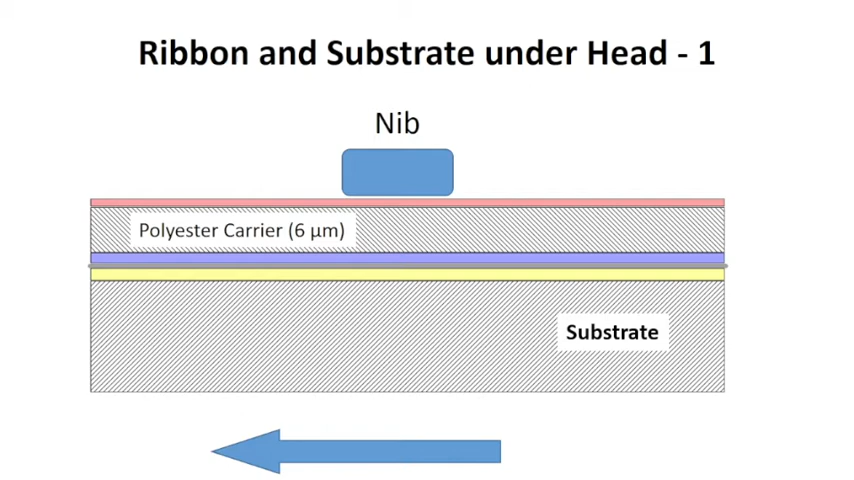 Ribbon and Substrate under Head - 1
Nib
Polyester Carrier (6 µm)
Substrate